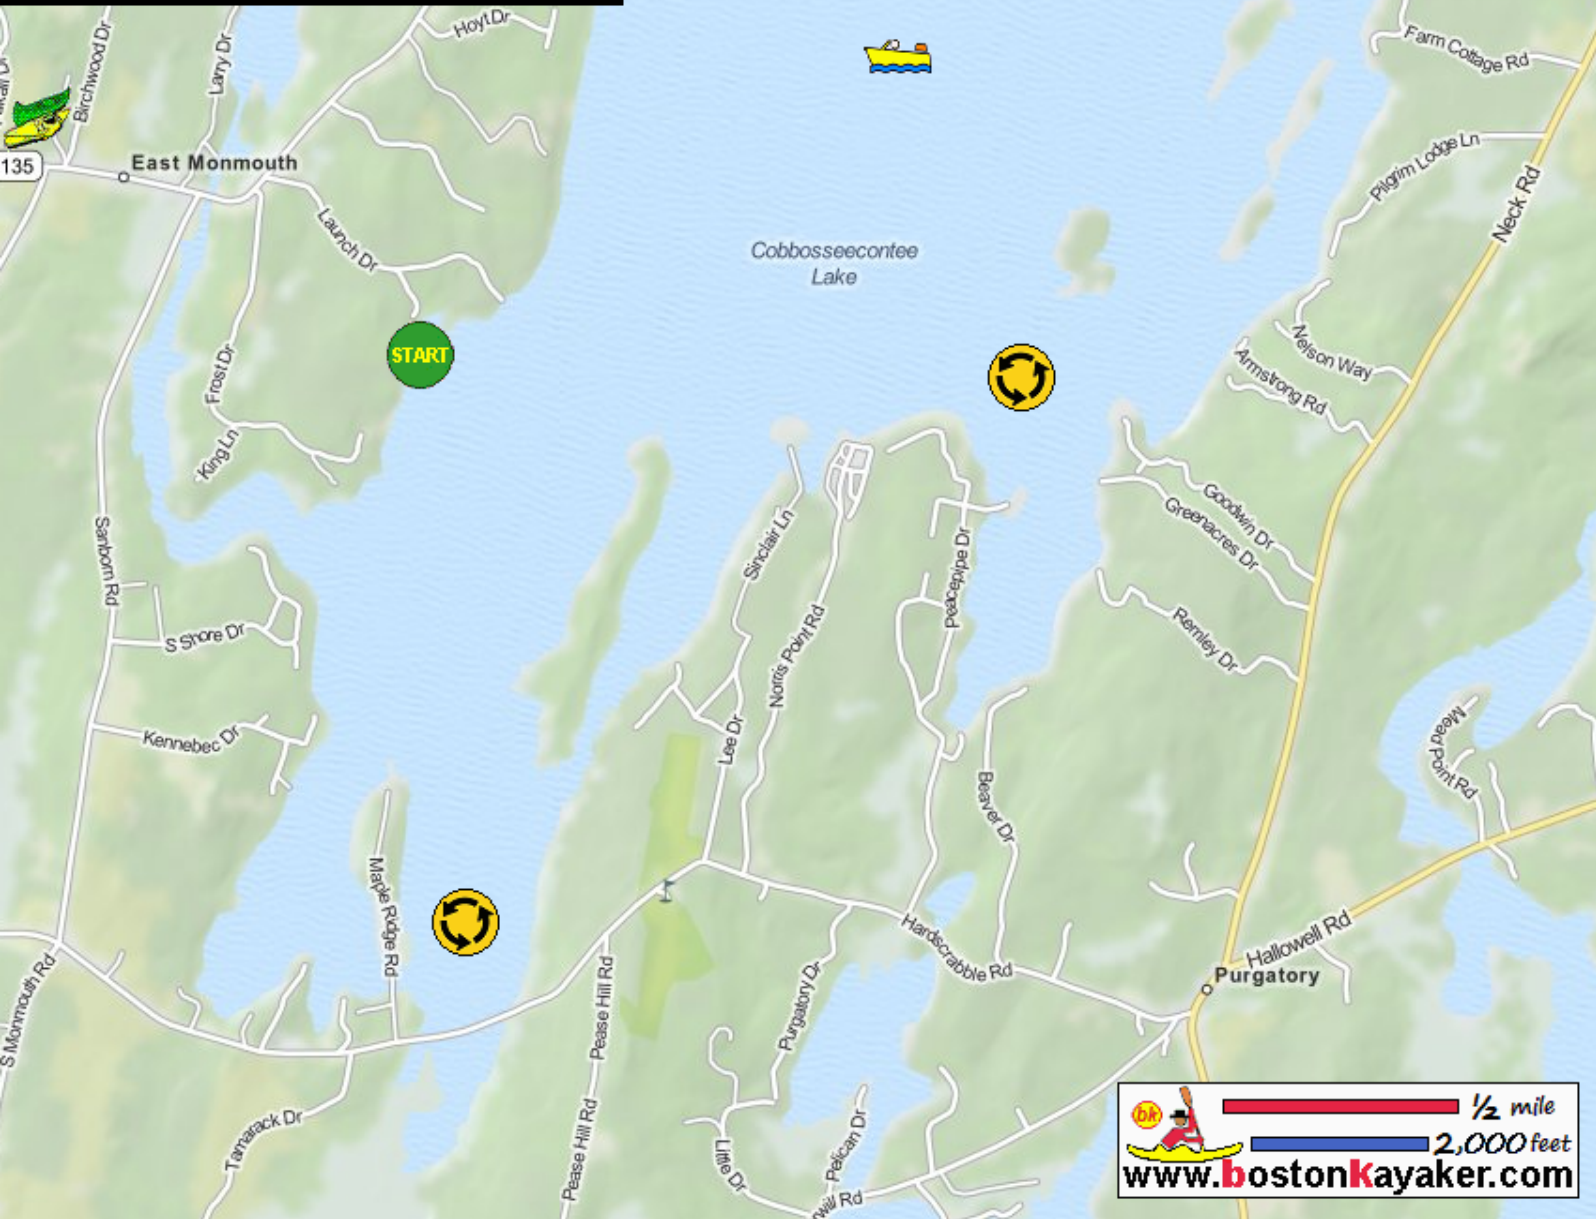 Hoyt Dr
Birchwood Dr
Larry Dr
Farm Cottage Rd
135
East Monmouth
Pilgrim Lodge Ln
Neck Rd
Launch Dr
Cobbosseecontee
Lake
START
Frost Dr
King Ln
Nelson Way
Armstrong Rd
Sanborn Rd
Sinclair Ln
Norris Point Rd
Peacepipe Dr
Goodwin Dr
Greenacres Dr
S Shore Dr
Remley Dr
Kennebec Dr
Lee Dr
Beaver Dr
Mead Point Rd
Maple Ridge Rd
Hardscrabble Rd
Hallowell Rd
Purgatory
S Monmouth Rd
Pease Hill Rd
Purgatory Dr
Tamarack Dr
Pease Hill Rd
Little Dr
Pelican Dr
bk
1/2 mile
2,000 feet
www.bostonkayaker.com